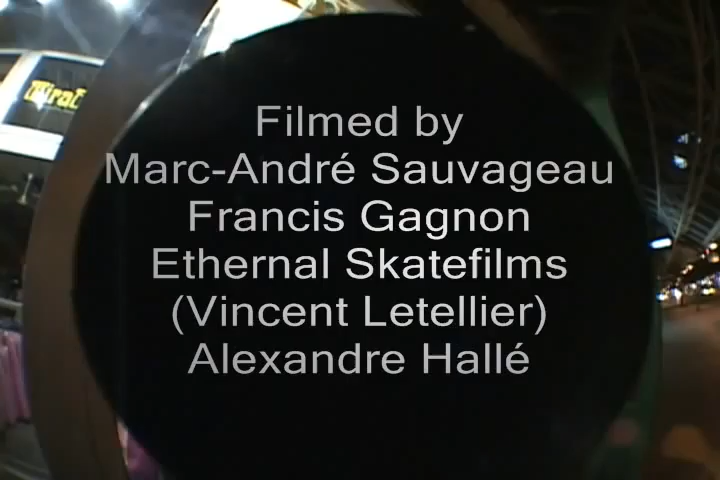 Filmed by
Marc-André Sauvageau
Francis Gagnon
Ethernal Skatefilms
(Vincent Letellier)
Alexandre Hallé